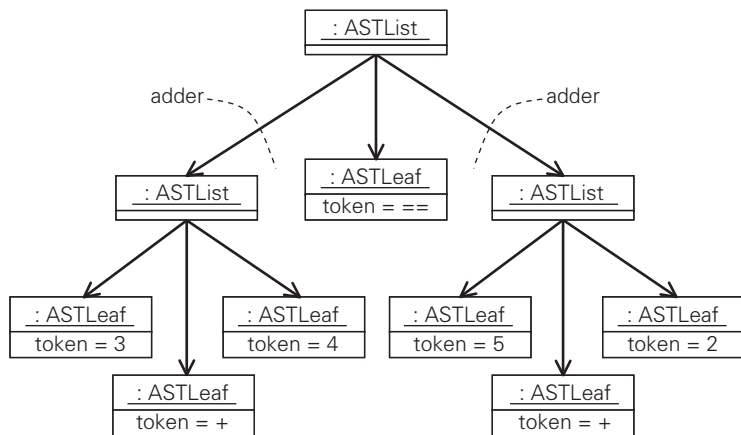 : ASTList
adder
adder
: ASTList
: ASTLeaf
token = ==
: ASTList
: ASTLeaf
token = 3
: ASTLeaf
token = 4
: ASTLeaf
token = 5
: ASTLeaf
token = 2
: ASTLeaf
token = +
: ASTLeaf
token = +